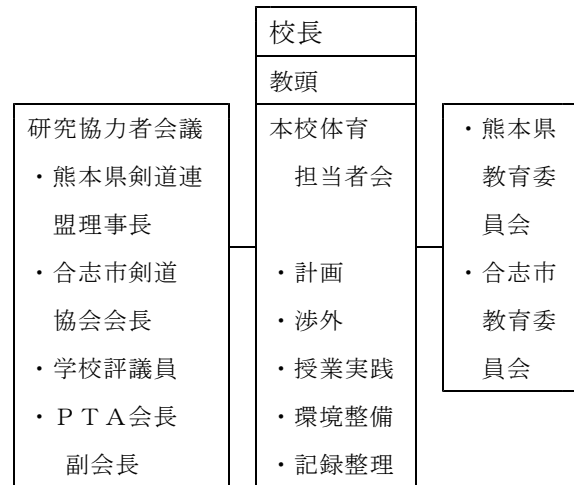 校長
教頭
研究協力者会議
・熊本県剣道連
盟理事長
・合志市剣道
協会会長
・学校評議員
・ＰＴＡ会長
副会長
本校体育
担当者会
・計画
・渉外
・授業実践
・環境整備
・記録整理
・熊本県
教育委
員会
・合志市
教育委
員会